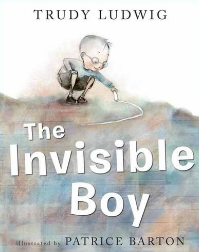 TRUDY LUDWIG
The
Invisible
Boy
illustrated by PATRICE BARTON